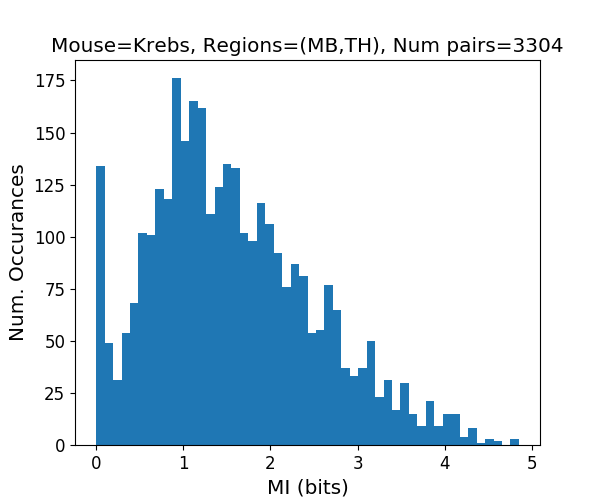 Mouse=Krebs, Regions=(MB,TH), Num pairs=3304
Num. Occurances
175
150
125
100
75
50
25
0
0 1 2 3 4 5
MI (bits)